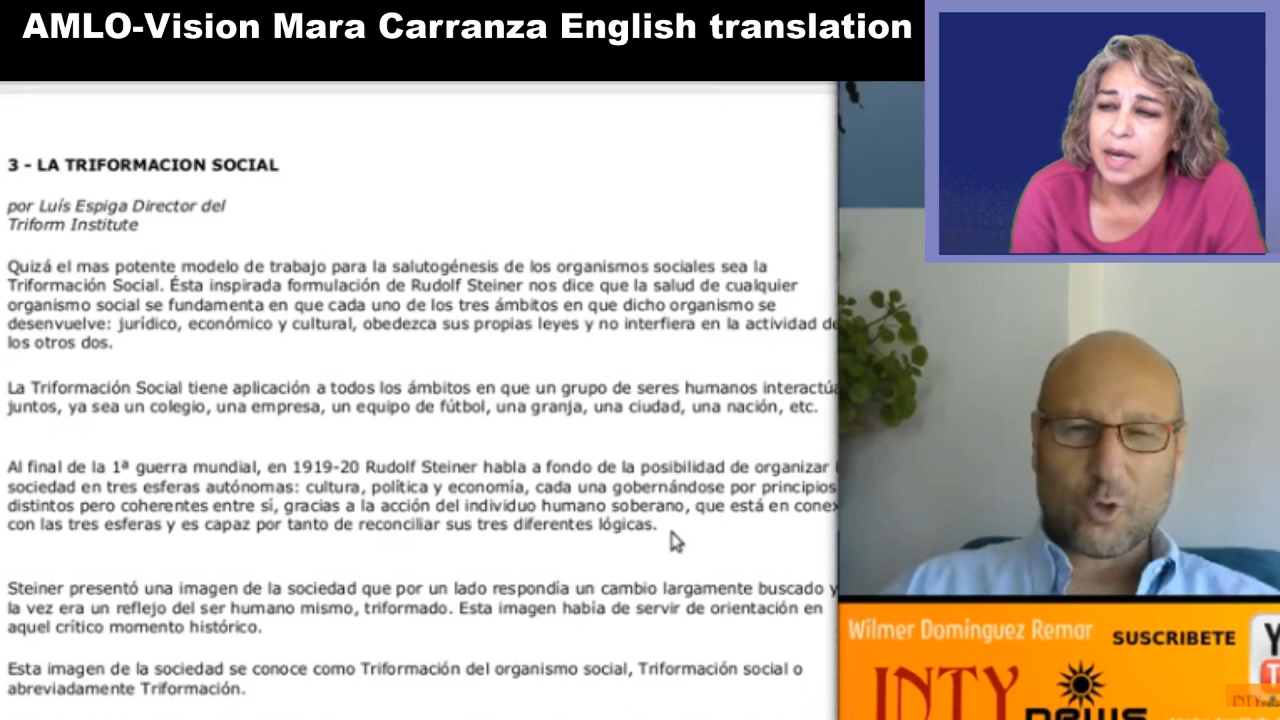 AMLO-Vision Mara Carranza English translation
3 - LA TRIFORMACION SOCIAL
por Luís Espiga Director del
Triform Institute
Quizá el mas potente modelo de trabajo para la salutogénesis de los organismos sociales sea la
Triformación Social. Ésta inspirada formulación de Rudolf Steiner nos dice que la salud de cualquier
organismo social se fundamenta en que cada uno de los tres ámbitos en que dicho organismo se
desenvuelve: jurídico, económico y cultural, obedezca sus propias leyes y no interfiera en la actividad de
los otros dos.
La Triformación Social tiene aplicación a todos los ámbitos en que un grupo de seres humanos interactúa
juntos, ya sea un colegio, una empresa, un equipo de fútbol, una granja, una ciudad, una nación, etc.
Al final de la 1ª guerra mundial, en 1919-20 Rudolf Steiner habla a fondo de la posibilidad de organizar
sociedad en tres esferas autónomas: cultura, política y economía, cada una gobernándose por principios
distintos pero coherentes entre sí, gracias a la acción del individuo humano soberano, que está en conex
con las tres esferas y es capaz por tanto de reconciliar sus tres diferentes lógicas.
Steiner presentó una imagen de la sociedad que por un lado respondía un cambio largamente buscado y
la vez era un reflejo del ser humano mismo, triformado. Esta imagen había de servir de orientación en
aquel crítico momento histórico.
Esta imagen de la sociedad se conoce como Triformación del organismo social, Triformación social o
abreviadamente Triformación.
Wilmer Dominguez Remar
SUSCRIBETE
INTY
news